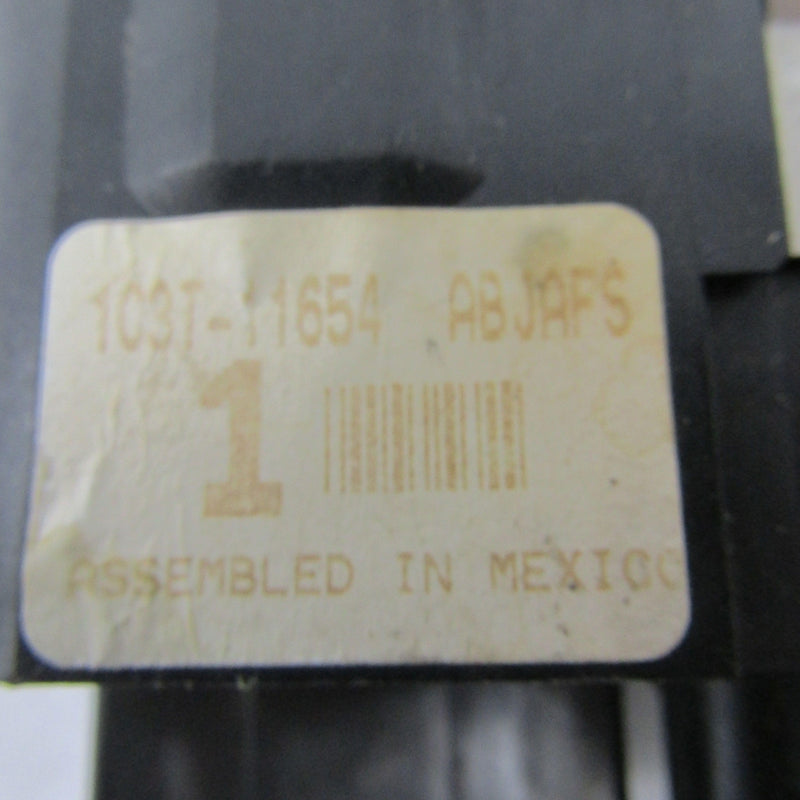 1C3T-11654 ABJAFS
1
ASSEMBLED IN MEXICO